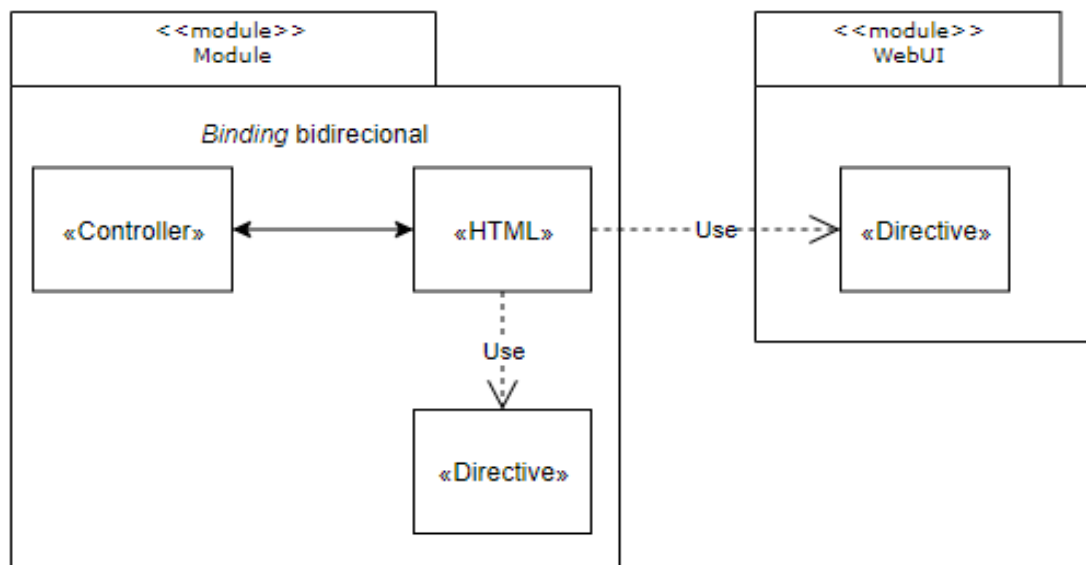 <<module>>
Module
<<module>>
WebUI
Binding bidirecional
«Controller»
«HTML»
Use
«Directive»
Use
«Directive»